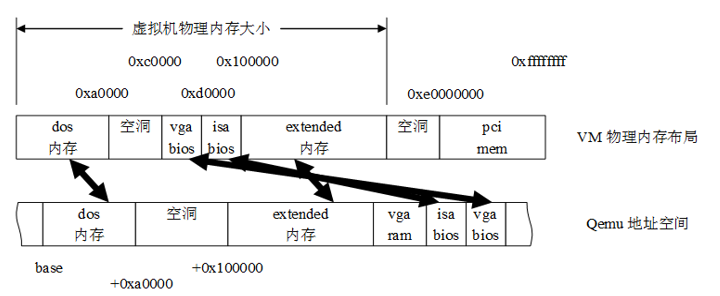 虚拟机物理内存大小
0xc0000 0x100000 0xffffffff
0xa0000 0xd0000 0xe0000000
dos 空洞 vga isa extended 空洞 pci
内存 bios bios 内存 mem
VM 物理内存布局
dos 空洞 extended vga isa vga
内存 内存 ram bios bios
Qemu 地址空间
base +0x100000
+0xa0000